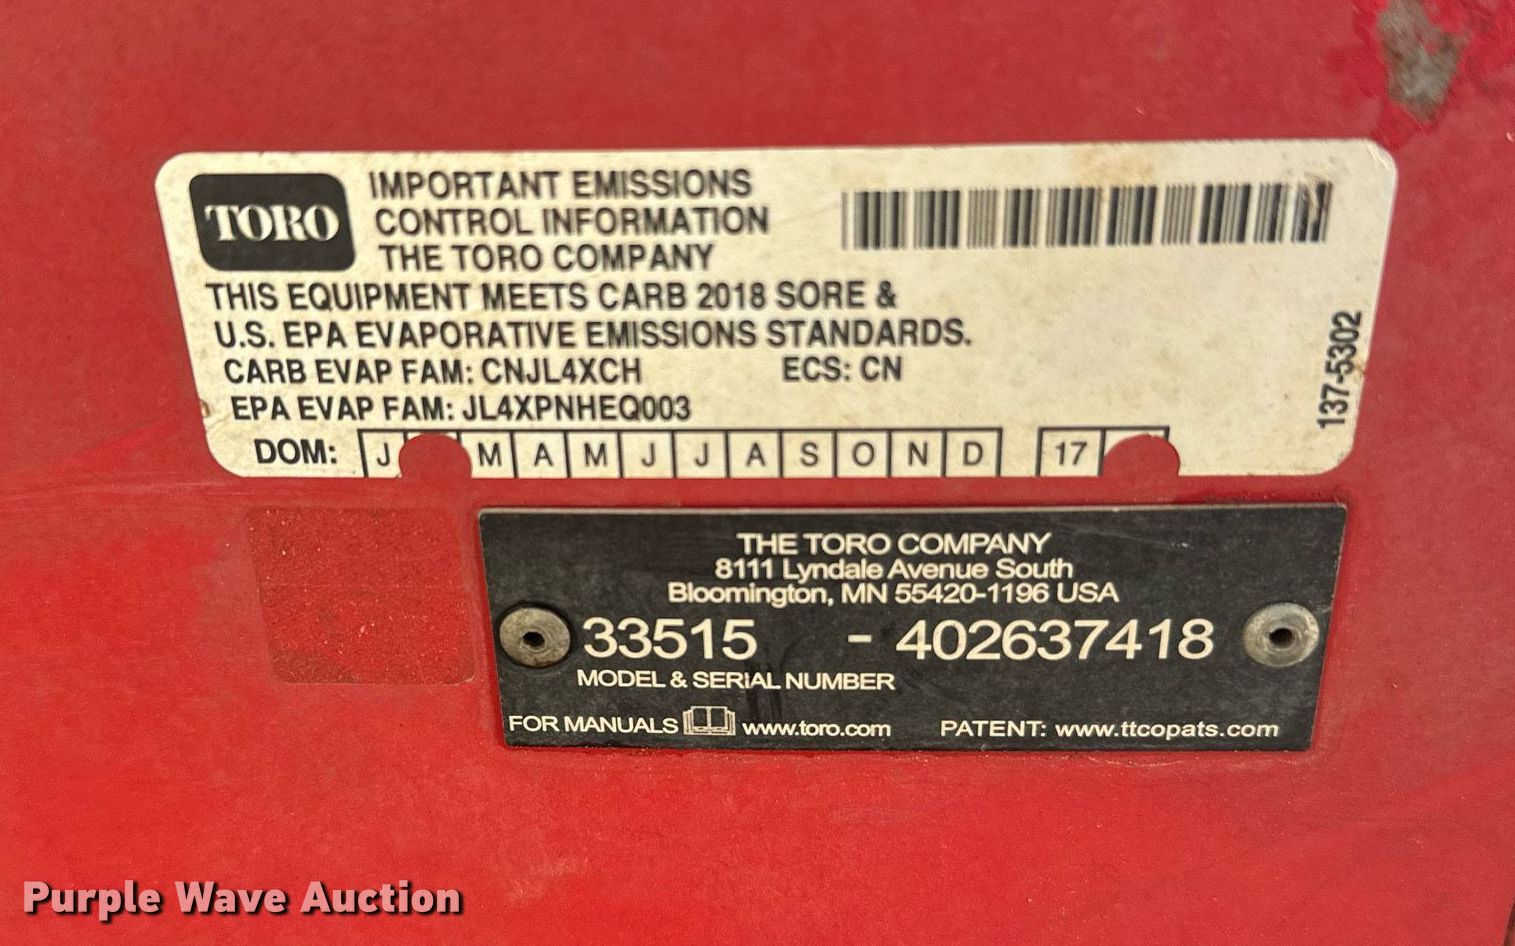 TORO
IMPORTANT EMISSIONS
CONTROL INFORMATION
THE TORO COMPANY
THIS EQUIPMENT MEETS CARB 2018 SORE &
U.S. EPA EVAPORATIVE EMISSIONS STANDARDS.
CARB EVAP FAM: CNJL4XCH ECS: CN
EPA EVAP FAM: JL4XPNHEQ003
DOM: J M A M J J A S O N D 17
137-5302
THE TORO COMPANY
8111 Lyndale Avenue South
Bloomington, MN 55420-1196 USA
33515 - 402637418
MODEL & SERIAL NUMBER
FOR MANUALS www.toro.com PATENT: www.ttcopats.com
Purple Wave Auction